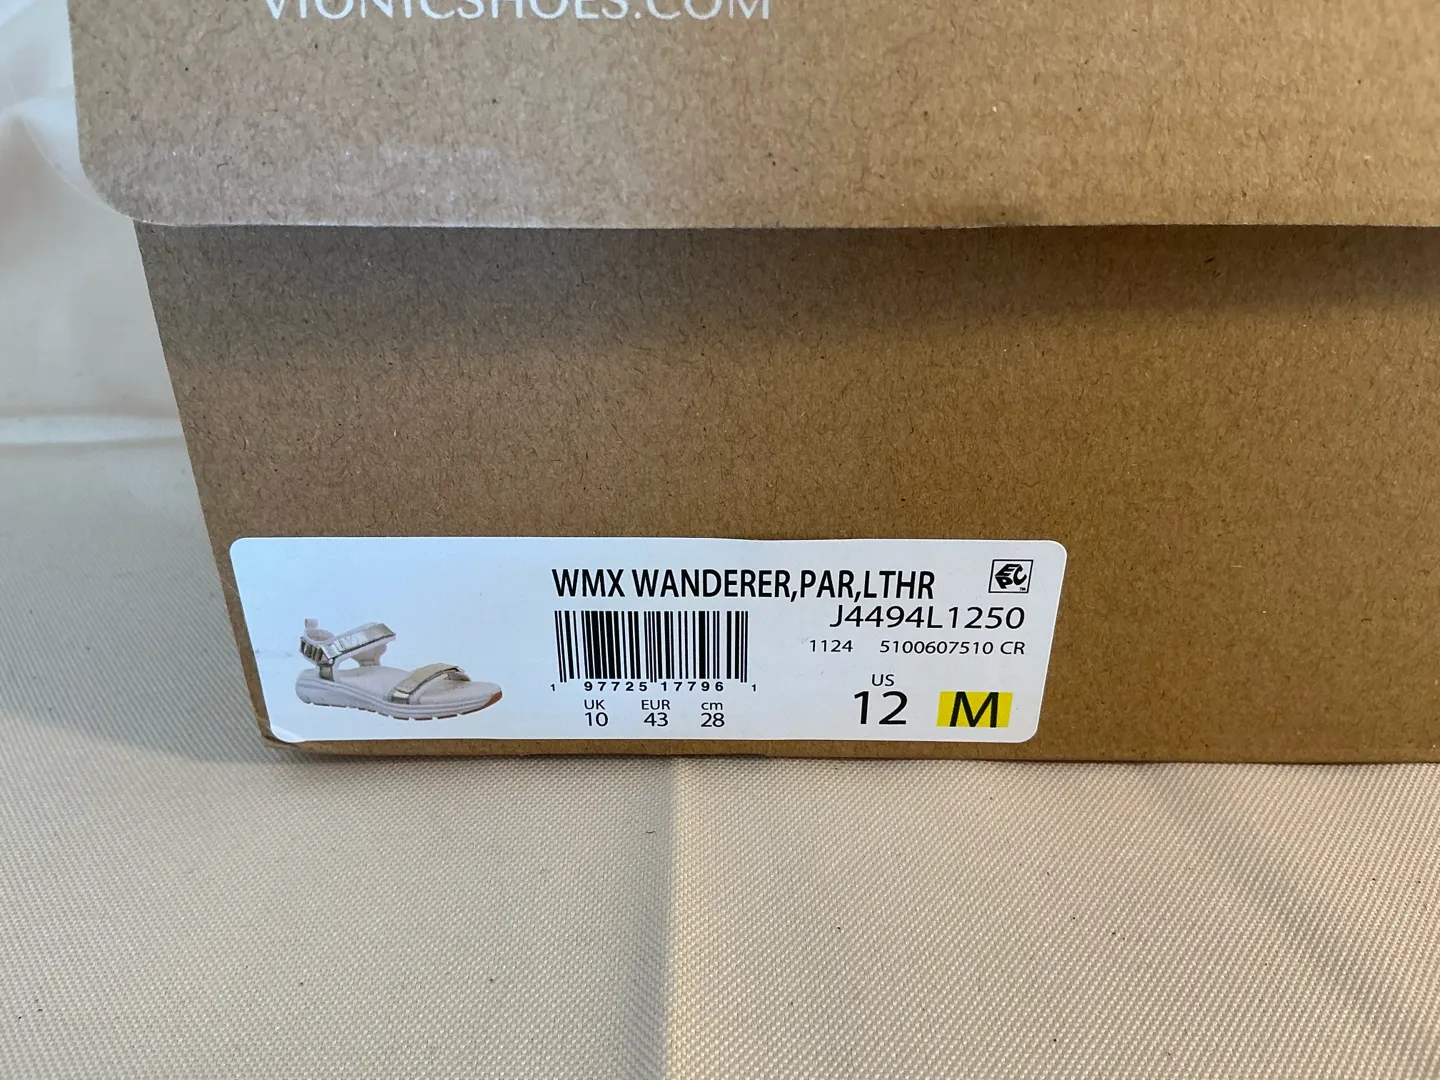 VIONICSHOES.COM
WMX WANDERER,PAR,LTHR
EPC™
J4494L1250
1124 5100607510 CR
1 97725 17796 1
UK EUR cm
10 43 28
US
12 M